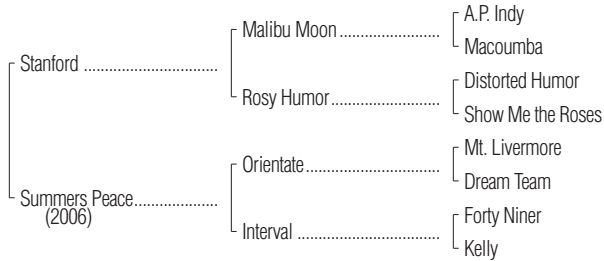 A.P. Indy
Malibu Moon ....................
Macoumba
Stanford ...........................
Distorted Humor
Rosy Humor......................
Show Me the Roses
Mt. Livermore
Orientate...........................
Dream Team
Summers Peace.................
(2006)
Forty Niner
Interval .............................
Kelly